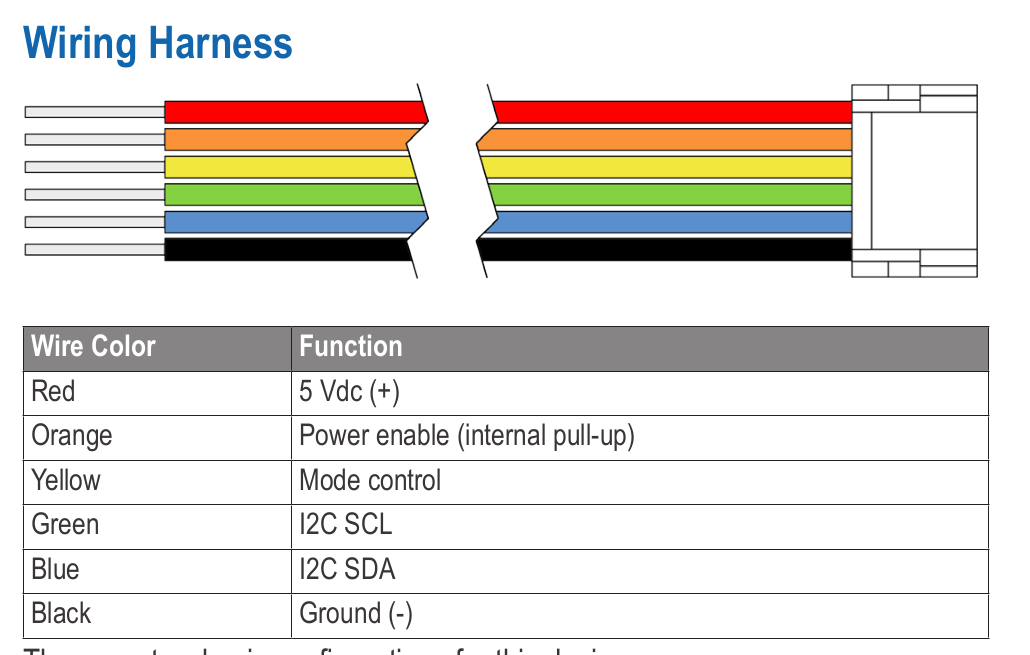 Wiring Harness
Wire Color Function
Red 5 Vdc (+)
Orange Power enable (internal pull-up)
Yellow Mode control
Green I2C SCL
Blue I2C SDA
Black Ground (-)